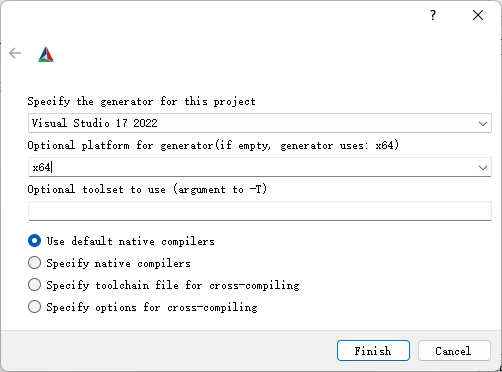 ?
Specify the generator for this project
Visual Studio 17 2022
Optional platform for generator(if empty, generator uses: x64)
x64
Optional toolset to use (argument to -T)
Use default native compilers
Specify native compilers
Specify toolchain file for cross-compiling
Specify options for cross-compiling
Finish Cancel